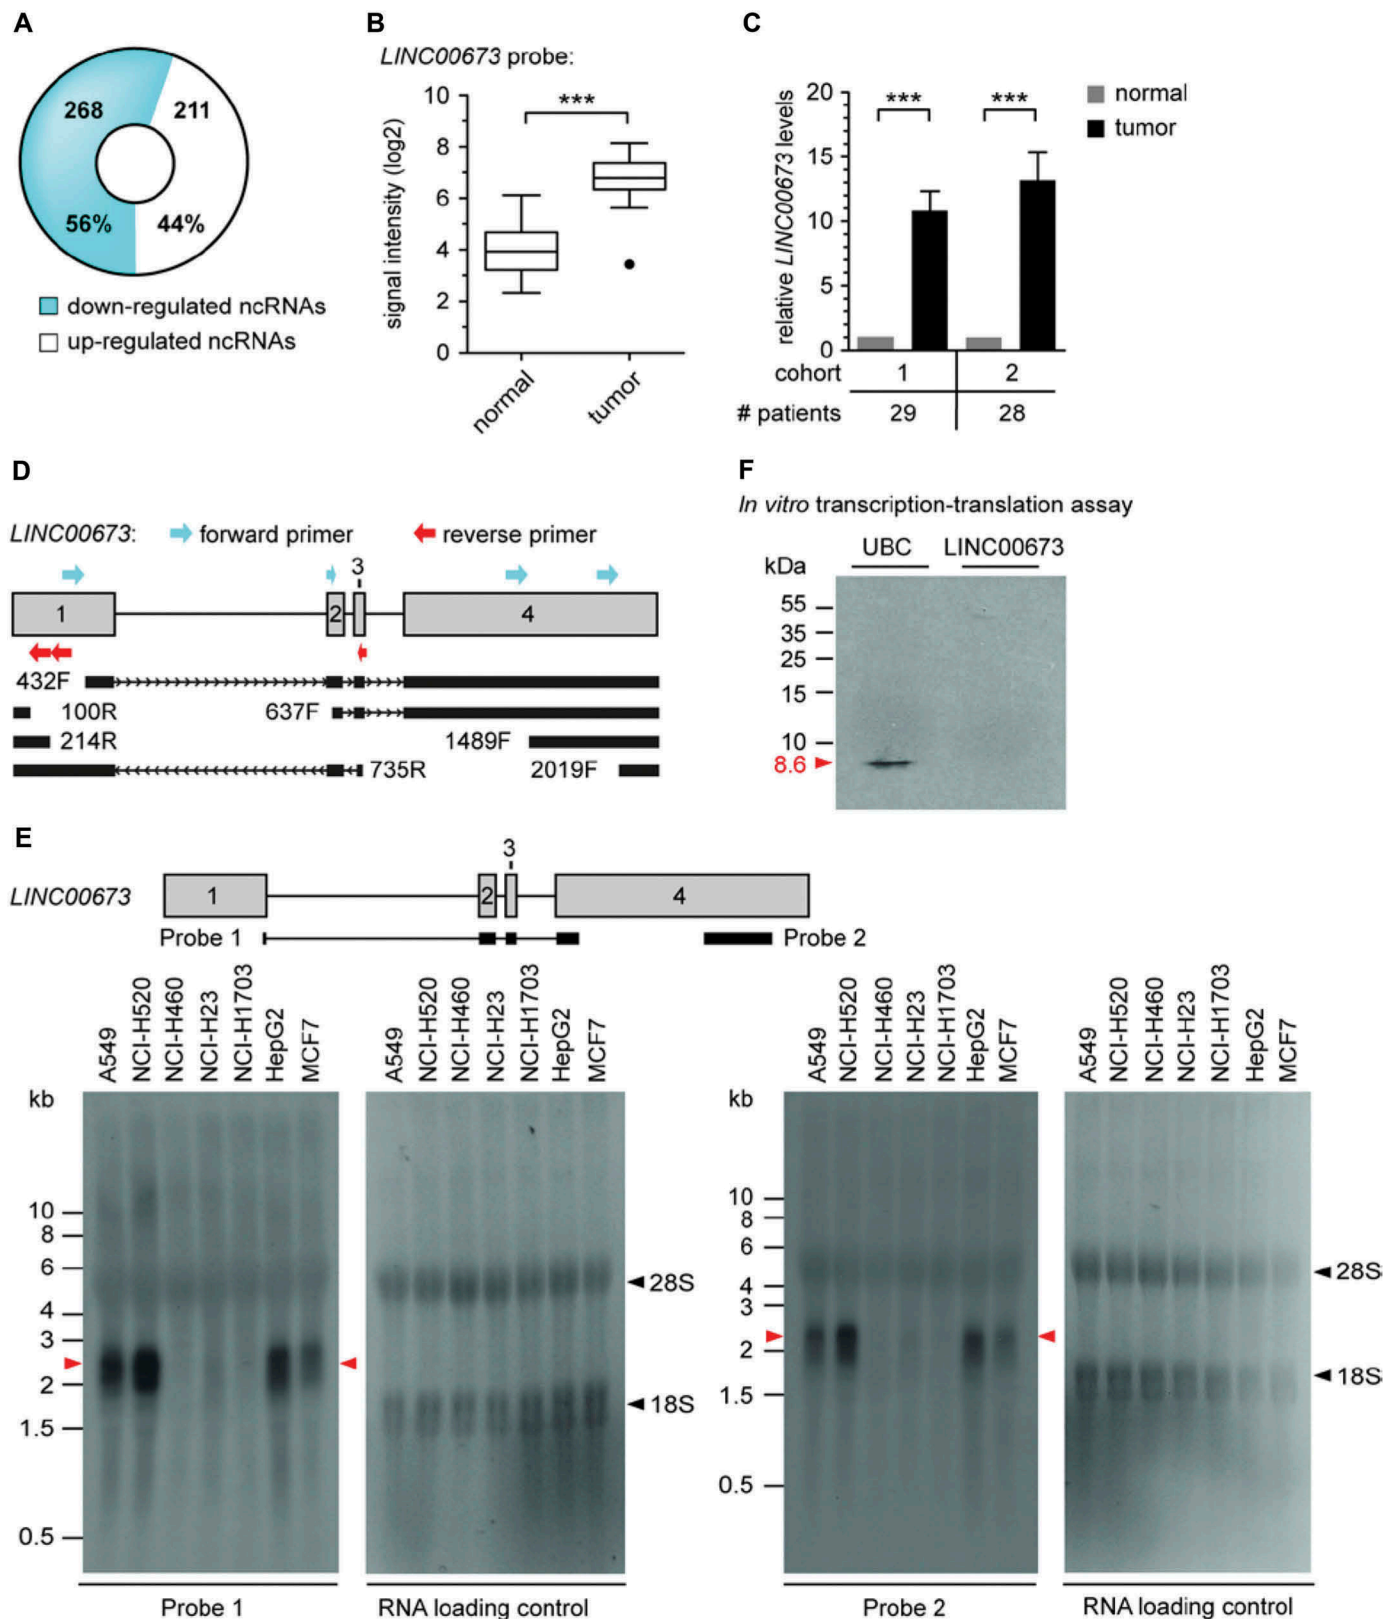 A
268
211
56%
44%
down-regulated ncRNAs
up-regulated ncRNAs
B
LINC00673 probe:
signal intensity (log2)
10
8
6
4
2
0
***
normal
tumor
C
relative LINC00673 levels
20
15
10
5
0
***
***
normal
tumor
cohort 1 2
# patients 29 28
D
LINC00673: forward primer reverse primer
3
1 2 4
432F
100R 637F
214R 1489F
735R 2019F
F
In vitro transcription-translation assay
UBC LINC00673
kDa
55
35
25
15
10
8.6
E
3
LINC00673 1 2 4
Probe 1 Probe 2
A549
NCI-H520
NCI-H460
NCI-H23
NCI-H1703
HepG2
MCF7
kb
10
8
6
4
3
2
1.5
0.5
Probe 1
A549
NCI-H520
NCI-H460
NCI-H23
NCI-H1703
HepG2
MCF7
28S
18S
RNA loading control
A549
NCI-H520
NCI-H460
NCI-H23
NCI-H1703
HepG2
MCF7
kb
10
8
6
4
3
2
1.5
0.5
Probe 2
A549
NCI-H520
NCI-H460
NCI-H23
NCI-H1703
HepG2
MCF7
28S
18S
RNA loading control